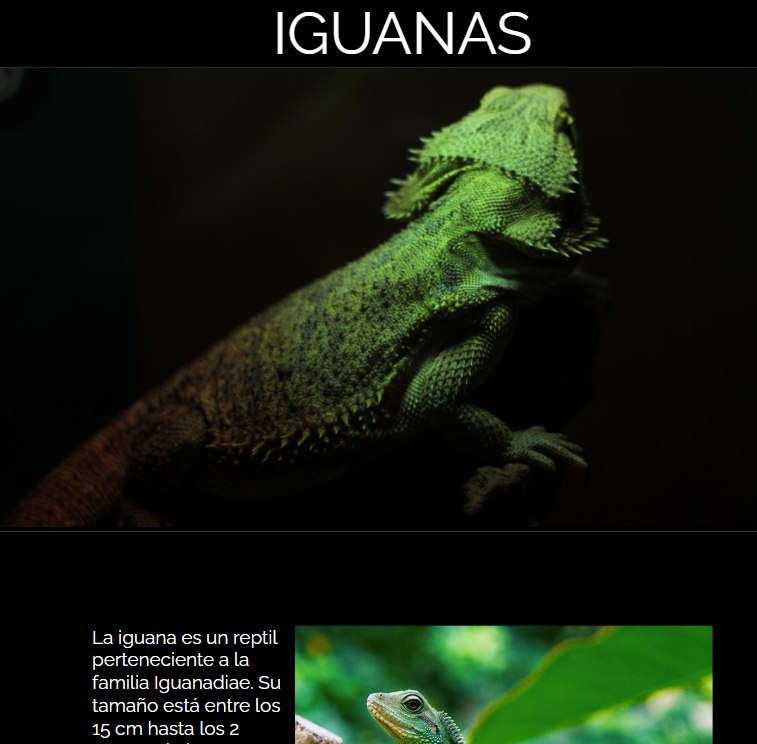 IGUANAS
La iguana es un reptil
perteneciente a la
familia Iguanadiae. Su
tamaño está entre los
15 cm hasta los 2